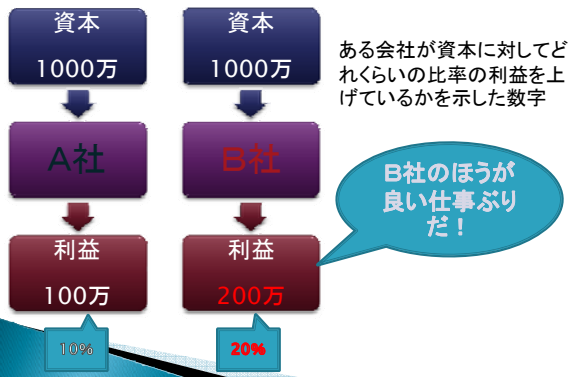 資本
1000万
資本
1000万
ある会社が資本に対してど
れくらいの比率の利益を上
げているかを示した数字
A社
B社
B社のほうが
良い仕事ぶり
だ！
利益
100万
利益
200万
10%
20%